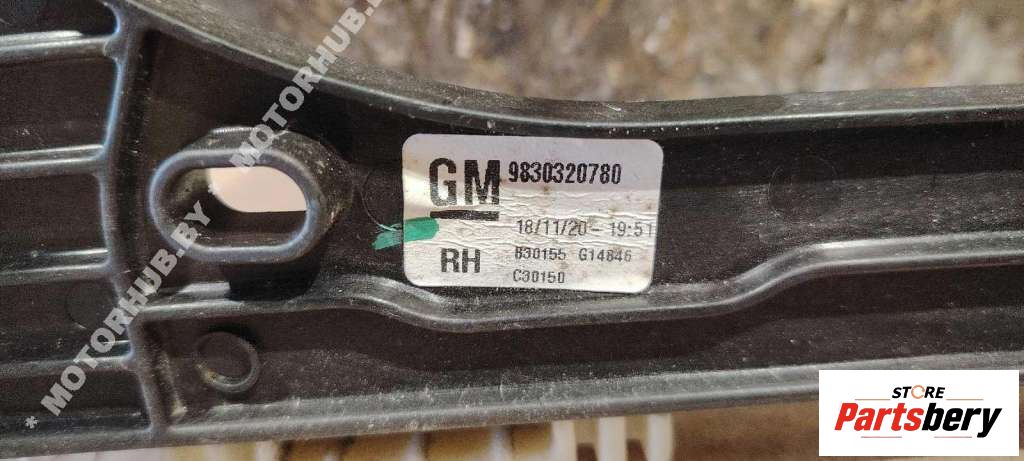 * MOTORHUB.BY * MOTORHUB.BY
GM 9830320780
18/11/20 - 19:51
RH B30155 G14846
C30150
STORE
Partsbery